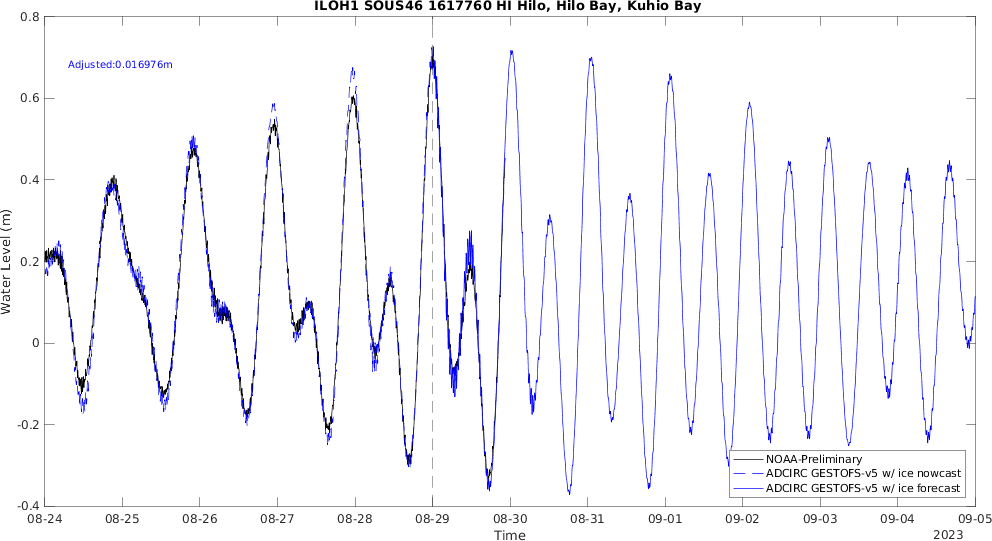 ILOH1 SOUS46 1617760 HI Hilo, Hilo Bay, Kuhio Bay
0.8
0.6
0.4
0.2
0
-0.2
-0.4
Water Level (m)
Adjusted:0.016976m
NOAA-Preliminary
ADCIRC GESTOFS-v5 w/ ice nowcast
ADCIRC GESTOFS-v5 w/ ice forecast
08-24 08-25 08-26 08-27 08-28 08-29 08-30 08-31 09-01 09-02 09-03 09-04 09-05
Time
2023